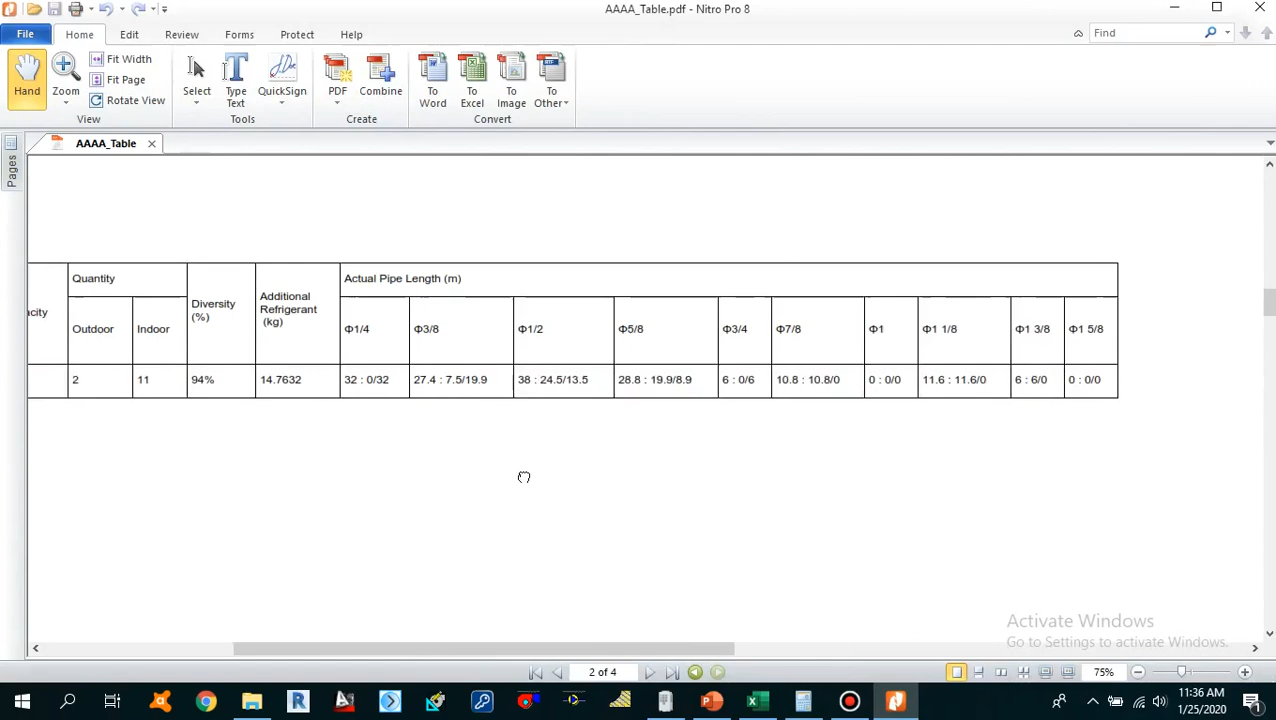 AAAA_Table.pdf - Nitro Pro 8
File Home Edit Review Forms Protect Help
Find
Hand
Zoom
Fit Width
Fit Page
Rotate View
View
Select
Type
Text
QuickSign
Tools
PDF
Combine
Create
To
Word
To
Excel
To
Image
To
Other
Convert
Pages
AAAA_Table
acity
Quantity
Outdoor Indoor
Diversity
(%)
Additional
Refrigerant
(kg)
Actual Pipe Length (m)
Φ1/4 Φ3/8 Φ1/2 Φ5/8 Φ3/4 Φ7/8 Φ1 Φ1 1/8 Φ1 3/8 Φ1 5/8
2 11 94% 14.7632 32 : 0/32 27.4 : 7.5/19.9 38 : 24.5/13.5 28.8 : 19.9/8.9 6 : 0/6 10.8 : 10.8/0 0 : 0/0 11.6 : 11.6/0 6 : 6/0 0 : 0/0
Activate Windows
Go to Settings to activate Windows.
2 of 4
75%
11:36 AM
1/25/2020